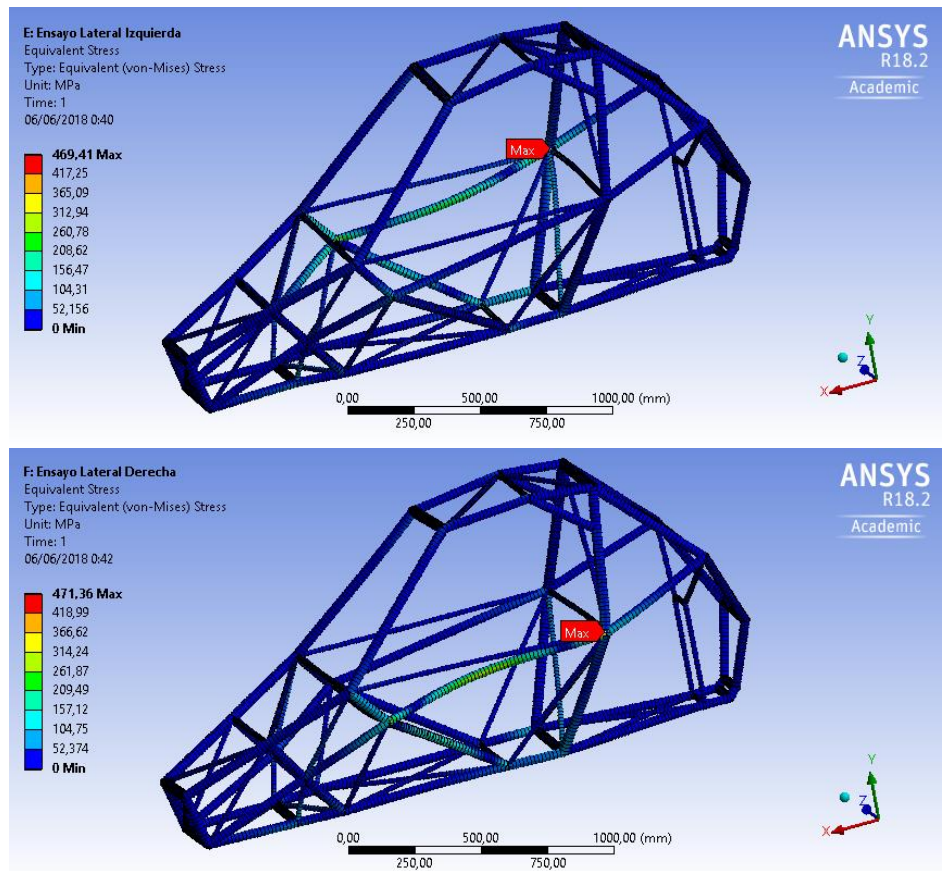 E: Ensayo Lateral Izquierda
Equivalent Stress
Type: Equivalent (von-Mises) Stress
Unit: MPa
Time: 1
06/06/2018 0:40
469,41 Max
417,25
365,09
312,94
260,78
208,62
156,47
104,31
52,156
0 Min
Max
ANSYS
R18.2
Academic
Y
Z
X
0,00 500,00 1000,00 (mm)
250,00 750,00
F: Ensayo Lateral Derecha
Equivalent Stress
Type: Equivalent (von-Mises) Stress
Unit: MPa
Time: 1
06/06/2018 0:42
471,36 Max
418,99
366,62
314,24
261,87
209,49
157,12
104,75
52,374
0 Min
Max
ANSYS
R18.2
Academic
Y
Z
X
0,00 500,00 1000,00 (mm)
250,00 750,00